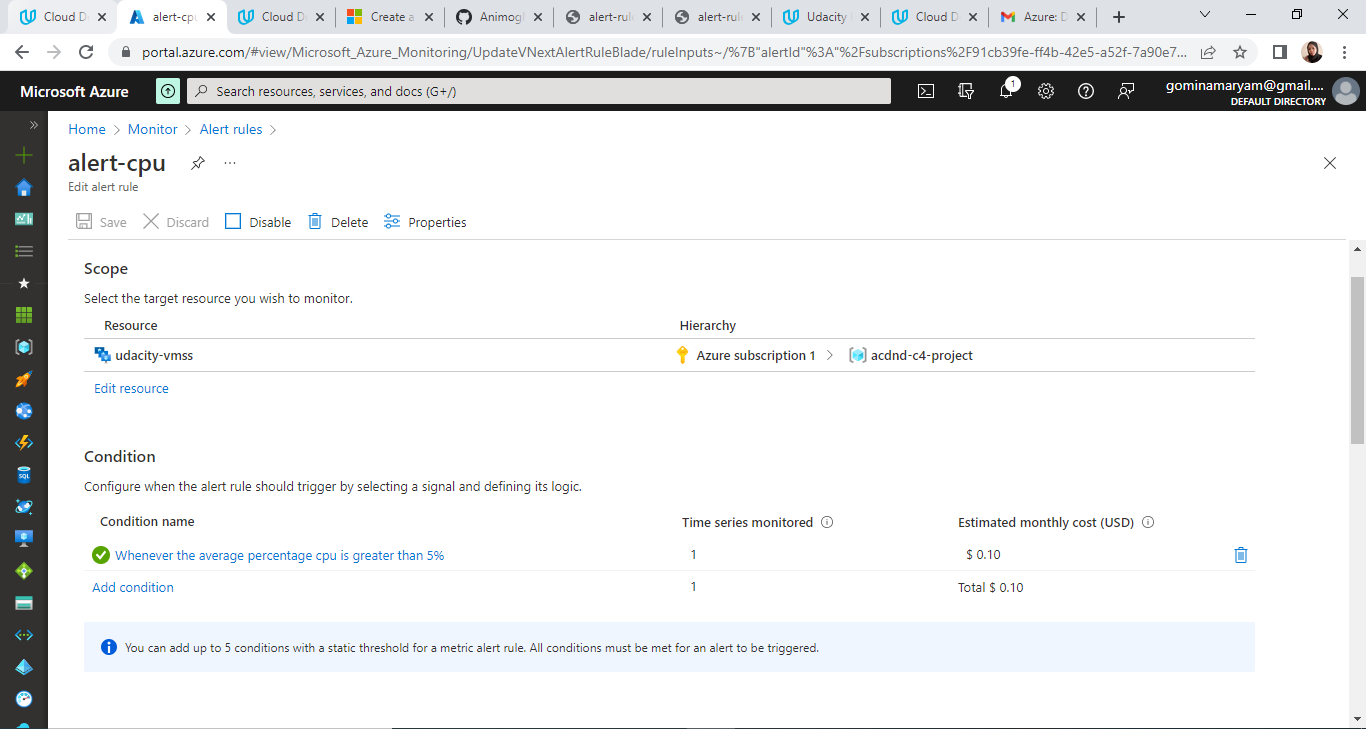 Cloud D
alert-cpu
Cloud D
Create a
Animog
alert-rul
alert-rul
Udacity
Cloud D
Azure: D
portal.azure.com/#view/Microsoft_Azure_Monitoring/UpdateVNextAlertRuleBlade/ruleInputs~/%7B"alertId"%3A"%2Fsubscriptions%2F91cb39fe-ff4b-42e5-a52f-7a90e7...
Microsoft Azure
Search resources, services, and docs (G+/)
1
gominamaryam@gmail....
DEFAULT DIRECTORY
Home > Monitor > Alert rules >
alert-cpu
...
Edit alert rule
Save Discard Disable Delete Properties
Scope
Select the target resource you wish to monitor.
Resource Hierarchy
udacity-vmss Azure subscription 1 > acdnd-c4-project
Edit resource
Condition
Configure when the alert rule should trigger by selecting a signal and defining its logic.
Condition name Time series monitored Estimated monthly cost (USD)
Whenever the average percentage cpu is greater than 5% 1 $ 0.10
Add condition 1 Total $ 0.10
You can add up to 5 conditions with a static threshold for a metric alert rule. All conditions must be met for an alert to be triggered.
SQL